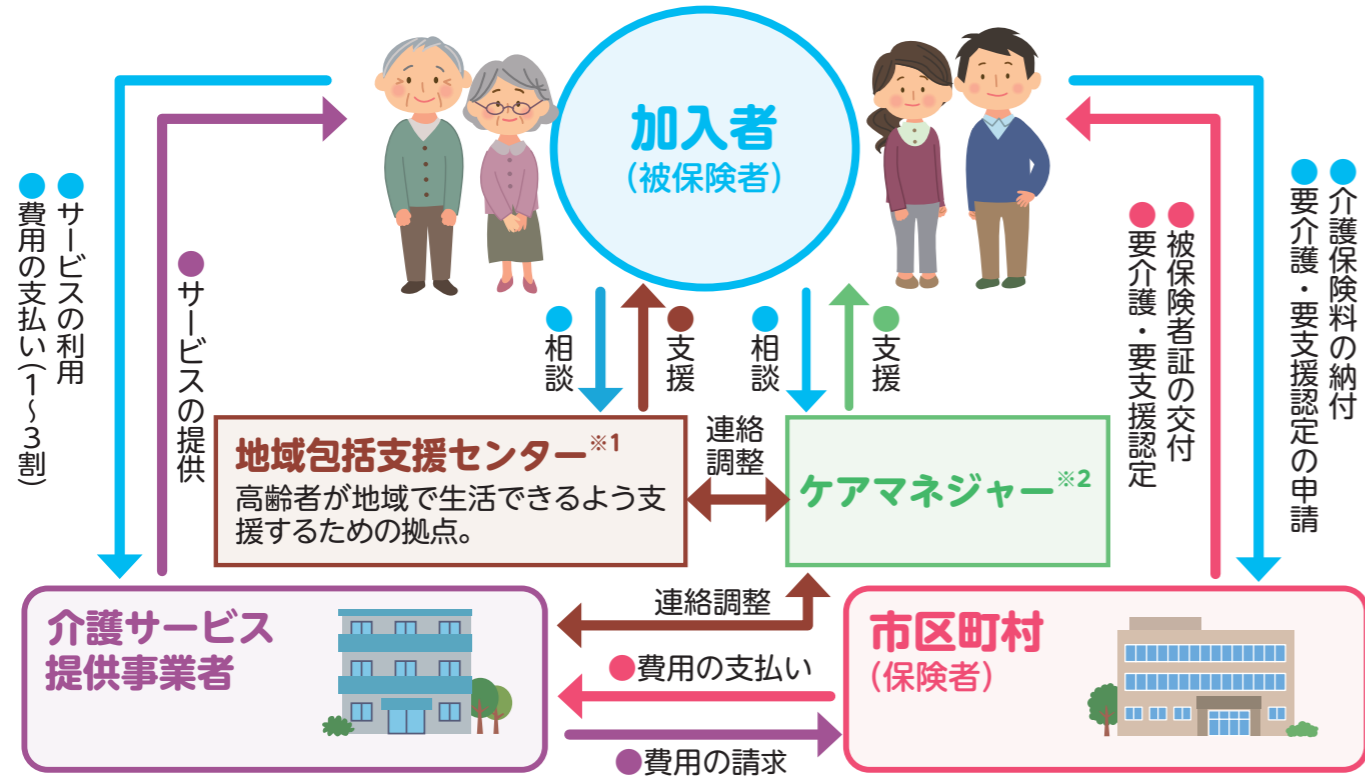 加入者
(被保険者)
●サービスの利用
●費用の支払い(1～3割)
●サービスの提供
●相談
●支援
●相談
●支援
●介護保険料の納付
●要介護・要支援認定の申請
●被保険者証の交付
●要介護・要支援認定
地域包括支援センター※1
高齢者が地域で生活できるよう支
援するための拠点。
連絡
調整
ケアマネジャー※2
介護サービス
提供事業者
連絡調整
●費用の支払い
●費用の請求
市区町村
(保険者)